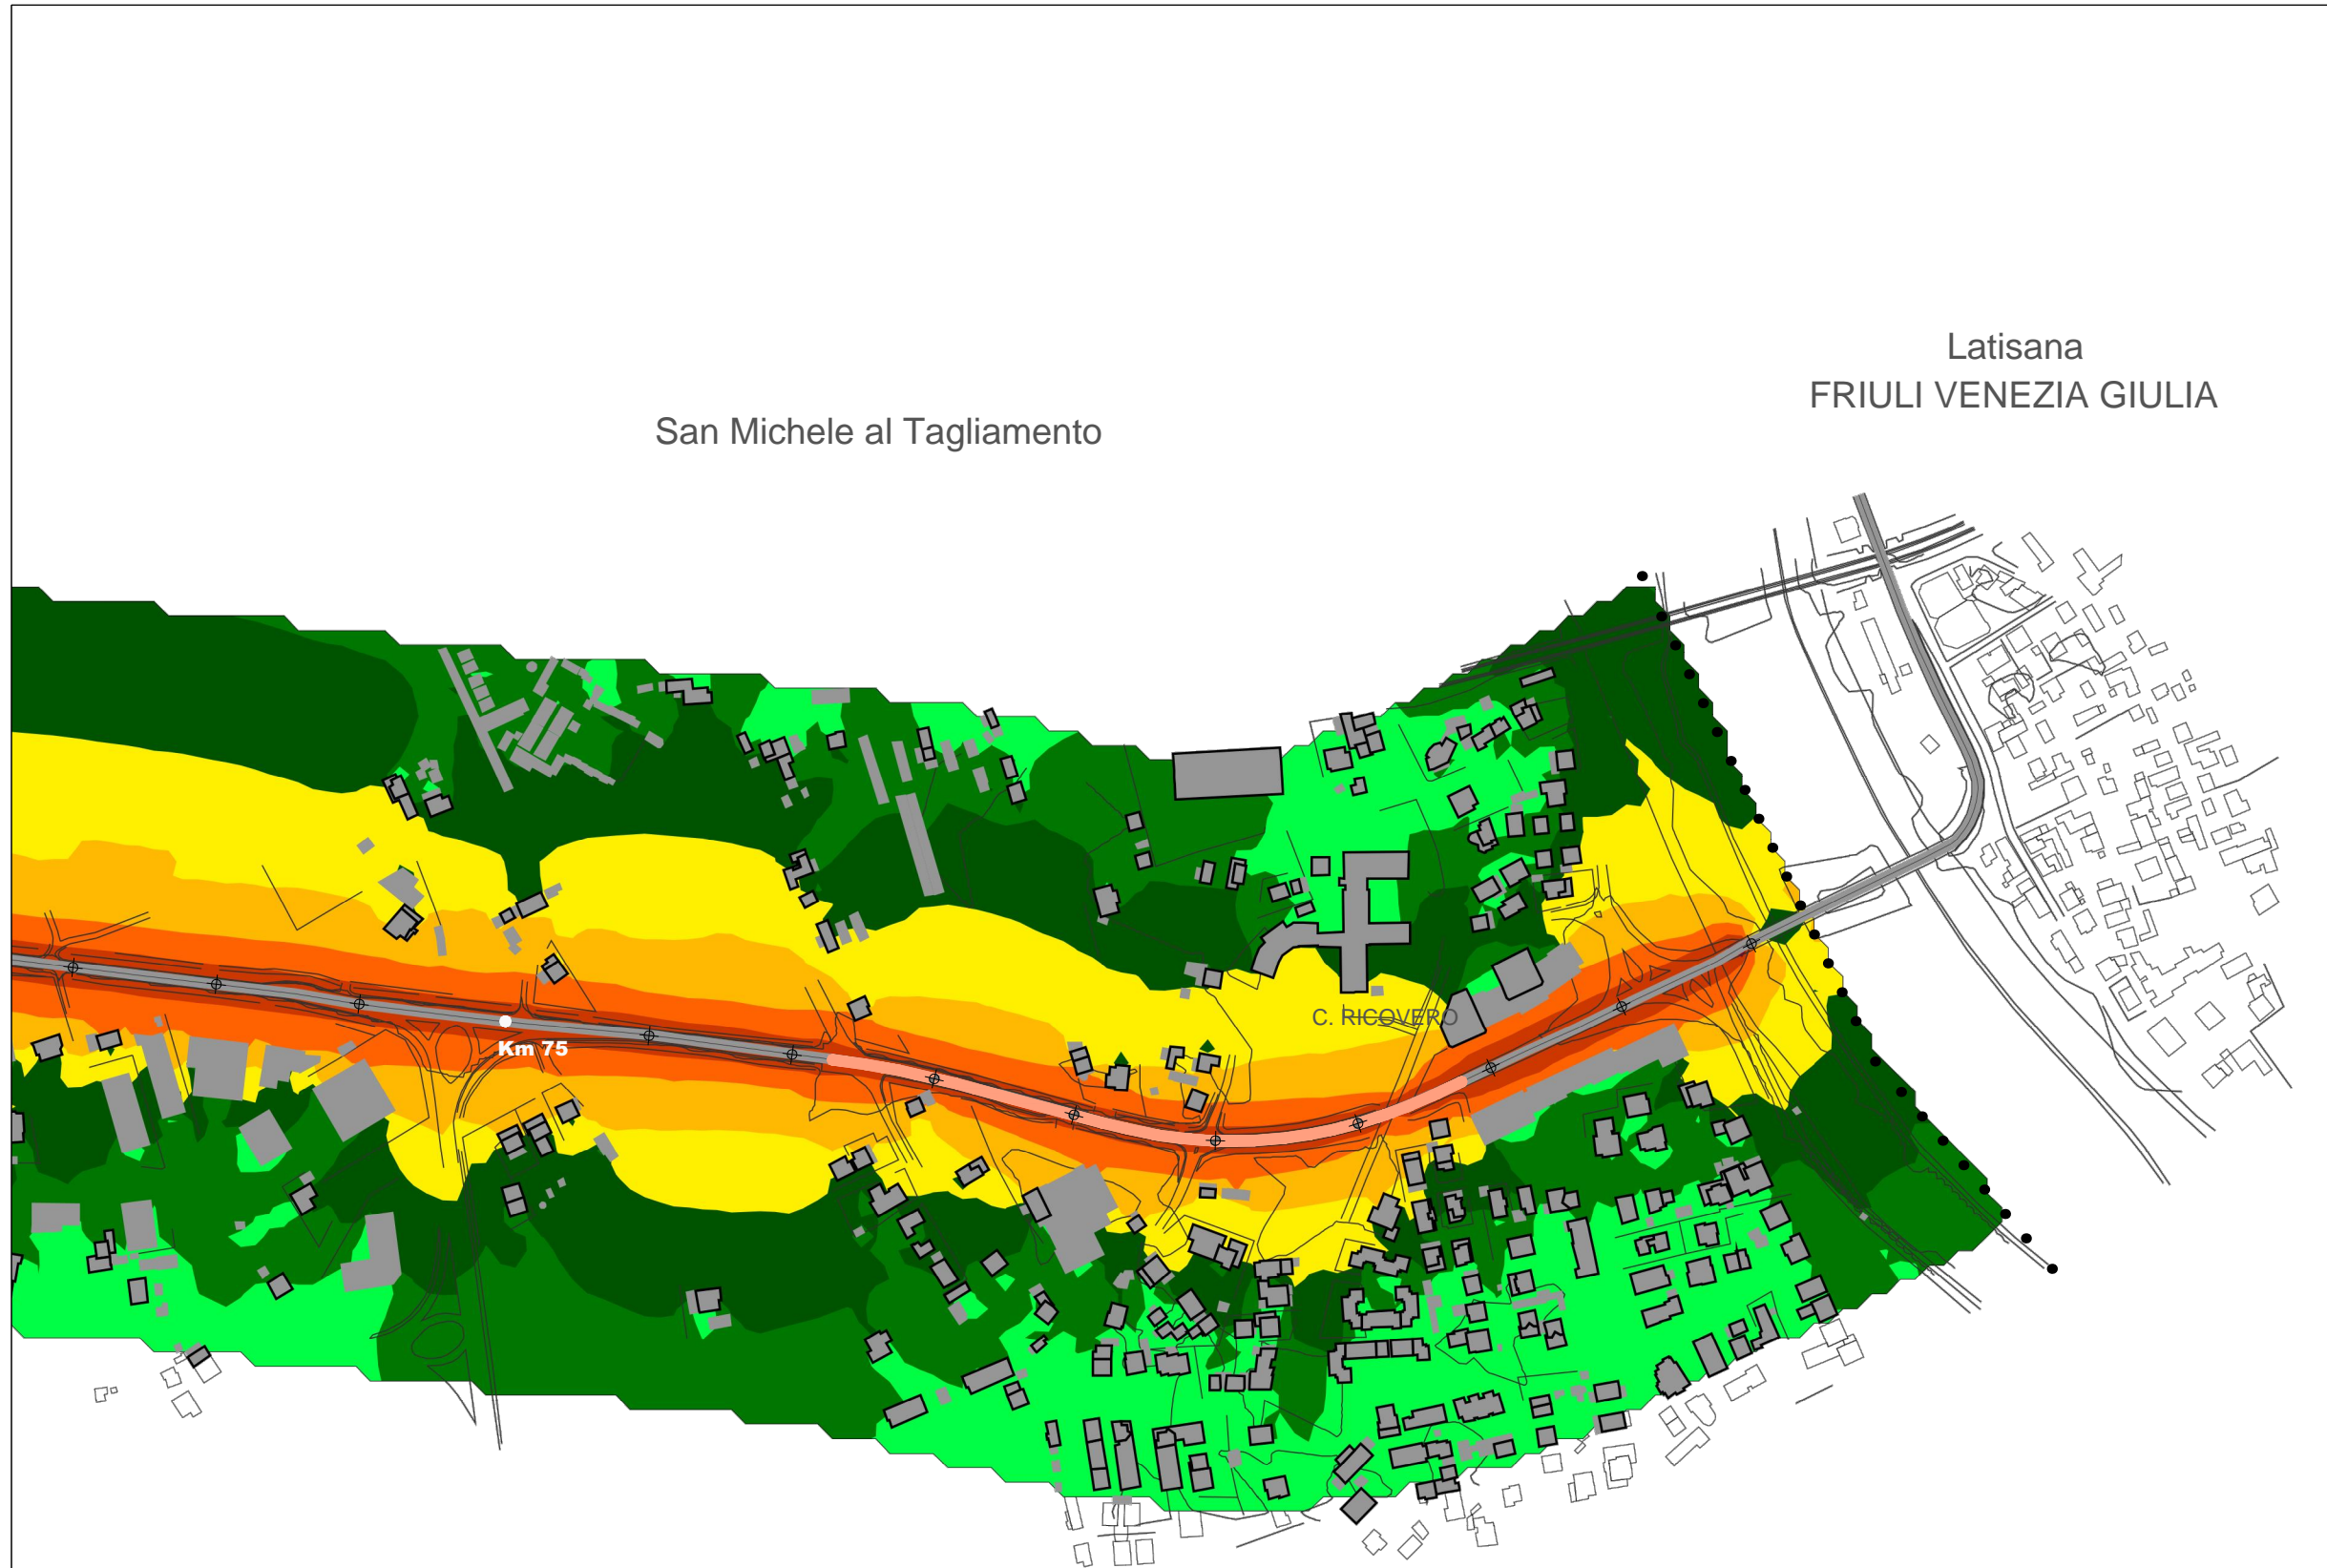 Latisana
FRIULI VENEZIA GIULIA
San Michele al Tagliamento
C. RICOVERO
Km 75